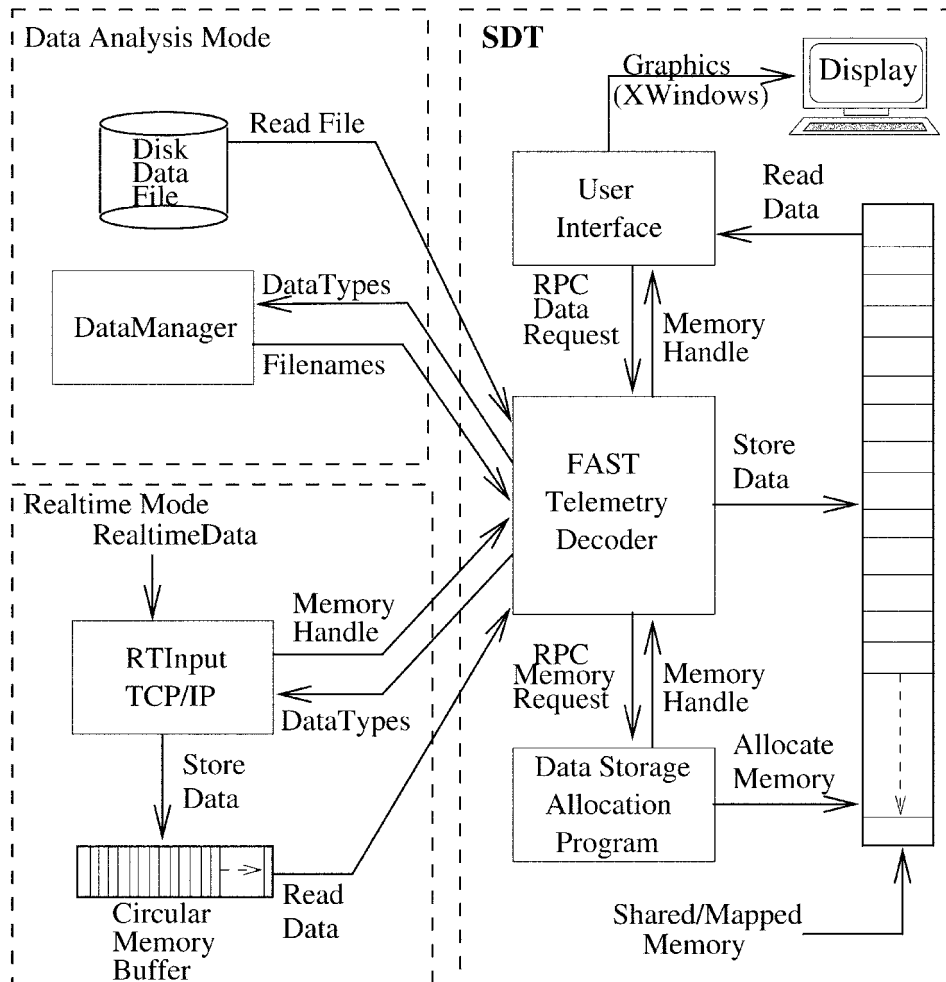 Data Analysis Mode
Disk
Data
File
Read File
DataManager
DataTypes
Filenames
Realtime Mode
RealtimeData
RTInput
TCP/IP
Memory
Handle
DataTypes
Store
Data
Circular
Memory
Buffer
Read
Data
SDT
Graphics
(XWindows)
Display
User
Interface
Read
Data
RPC
Data
Request
Memory
Handle
FAST
Telemetry
Decoder
Store
Data
RPC
Memory
Request
Memory
Handle
Data Storage
Allocation
Program
Allocate
Memory
Shared/Mapped
Memory